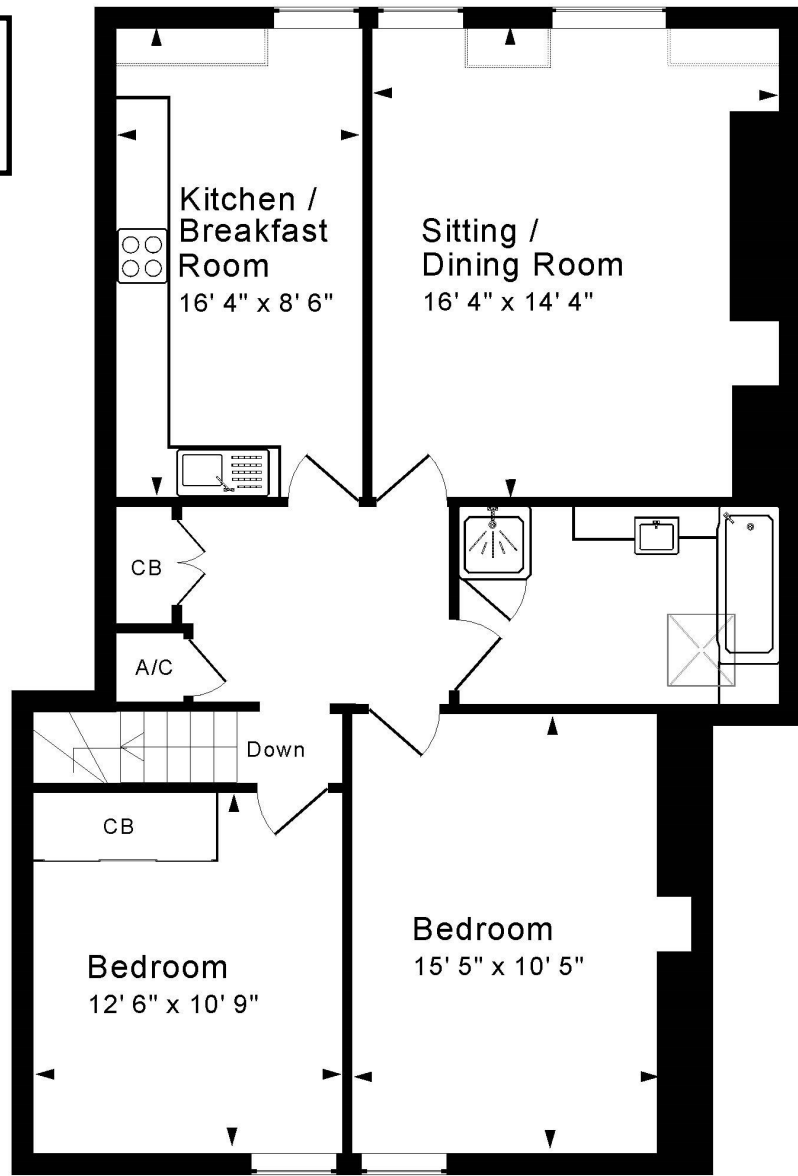 Kitchen /
Breakfast
Room
16' 4" x 8' 6"
Sitting /
Dining Room
16' 4" x 14' 4"
CB
A/C
Down
CB
Bedroom
12' 6" x 10' 9"
Bedroom
15' 5" x 10' 5"